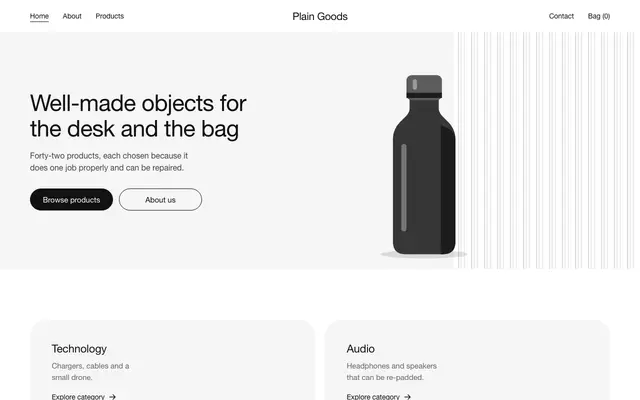 Home
About
Products
Plain Goods
Contact
Bag (0)
Well-made objects for
the desk and the bag
Forty-two products, each chosen because it
does one job properly and can be repaired.
Browse products
About us
Technology
Chargers, cables and a
small drone.
Explore category
Audio
Headphones and speakers
that can be re-padded.
Explore category